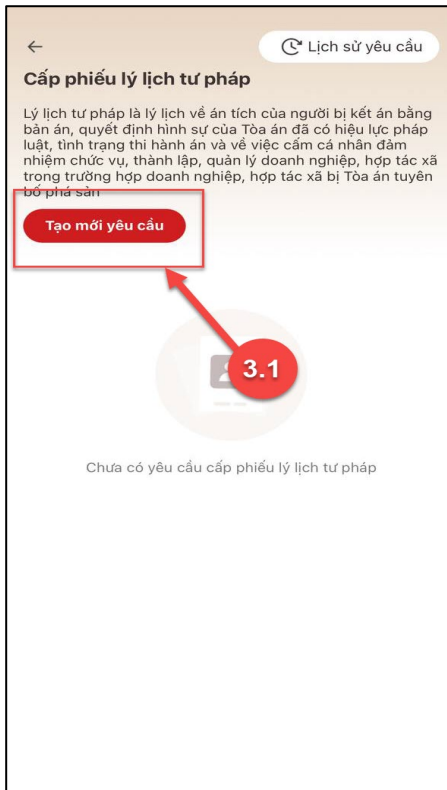 Lịch sử yêu cầu
Cấp phiếu lý lịch tư pháp
Lý lịch tư pháp là lý lịch về án tích của người bị kết án bằng
bản án, quyết định hình sự của Tòa án đã có hiệu lực pháp
luật, tình trạng thi hành án và về việc cấm cá nhân đảm
nhiệm chức vụ, thành lập, quản lý doanh nghiệp, hợp tác xã
trong trường hợp doanh nghiệp, hợp tác xã bị Tòa án tuyên
bố phá sản
Tạo mới yêu cầu
3.1
Chưa có yêu cầu cấp phiếu lý lịch tư pháp